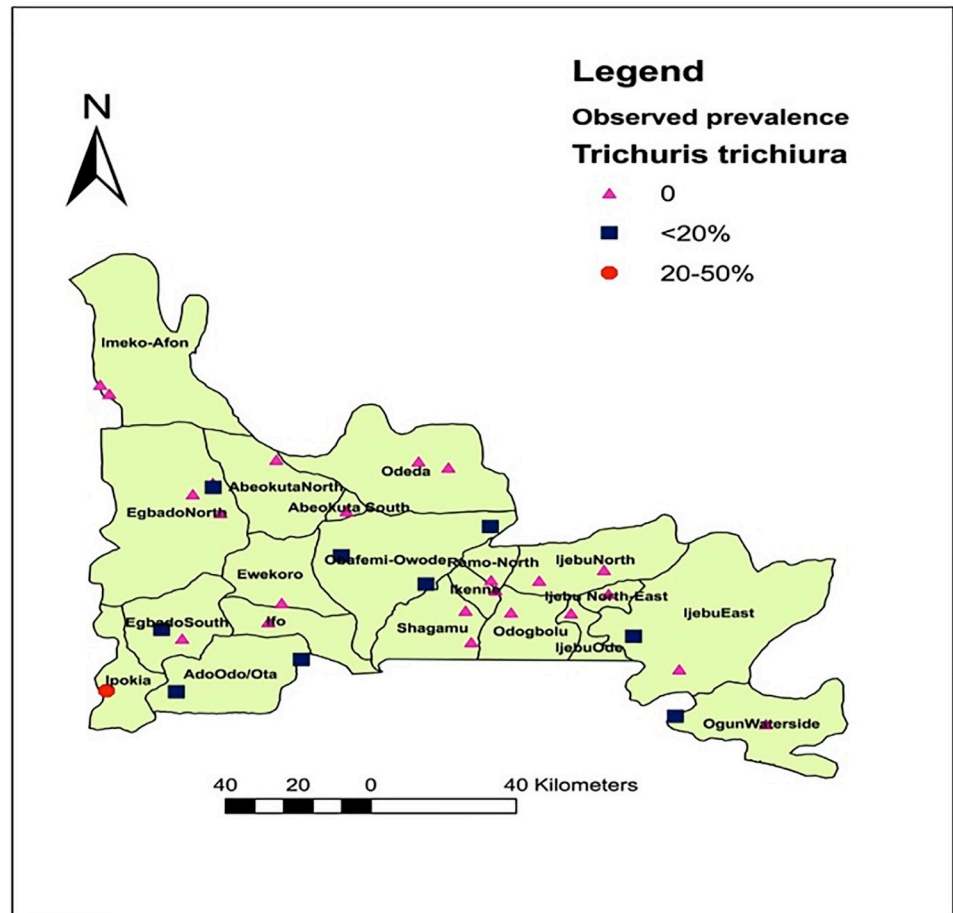 Legend
Observed prevalence
Trichuris trichiura
0
<20%
20-50%
N
Imeko-Afon
Odeda
AbeokutaNorth
Abeokuta South
EgbadoNorth
Obafemi-Owode
Remo-North
IjebuNorth
Ewekoro
Ikenne
Ijebu North-East
IjebuEast
EgbadoSouth
Ifo
Shagamu
Odogbolu
IjebuOde
Ipokia
AdoOdo/Ota
OgunWaterside
40 20 0 40 Kilometers